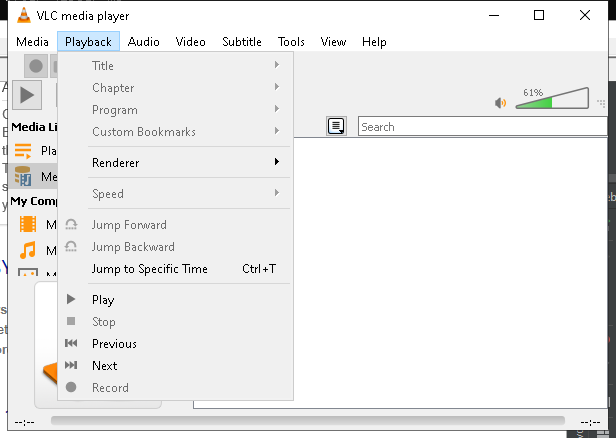 VLC media player
Media Playback Audio Video Subtitle Tools View Help
Title
Chapter
Program
Custom Bookmarks
Renderer
Speed
Jump Forward
Jump Backward
Jump to Specific Time Ctrl+T
Play
Stop
Previous
Next
Record
61%
Search
Media Li
Pla
Me
My Comp
M
M
M
--:--
--:--